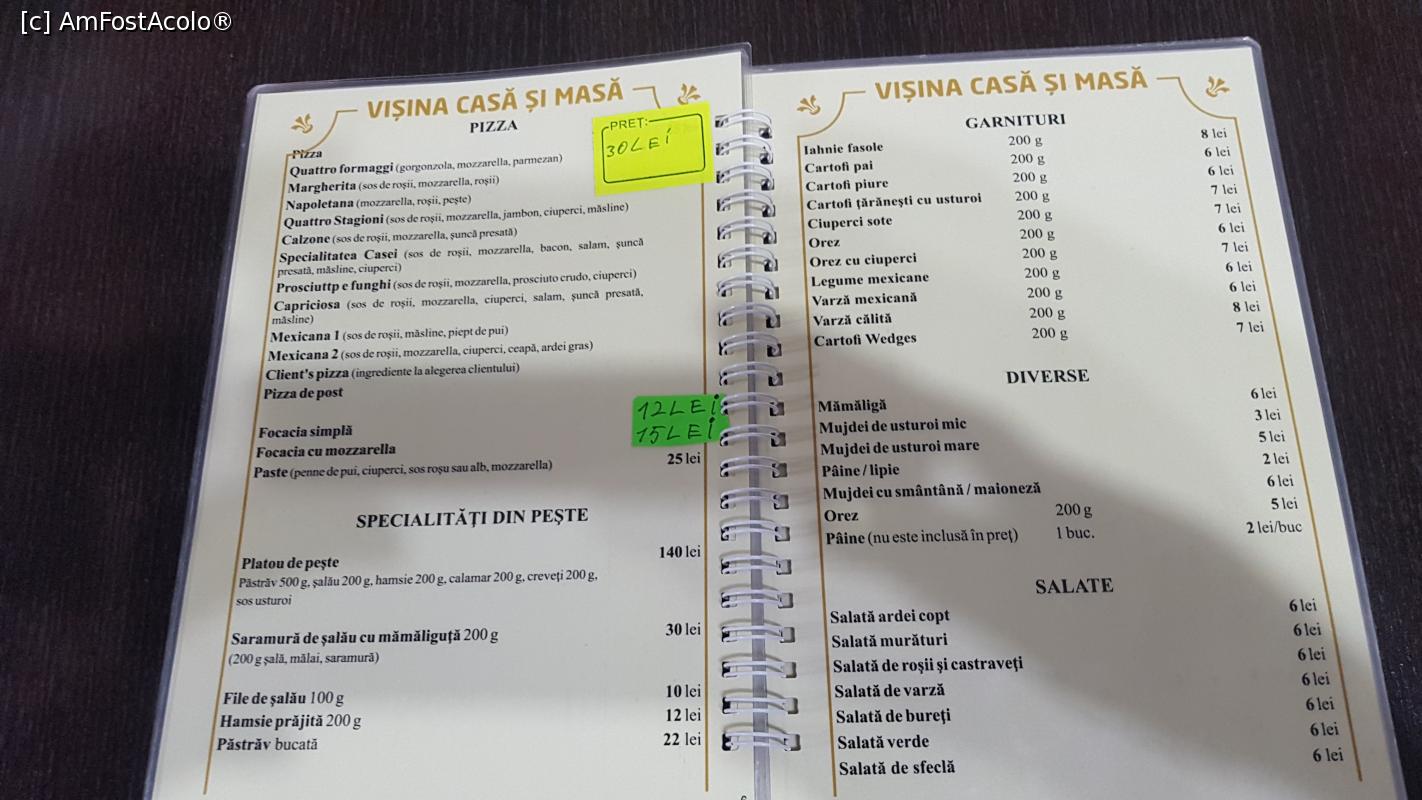 [c] AmFostAcolo®
VIȘINA CASĂ ȘI MASĂ
PIZZA
PREȚ:
30 LEI
Pizza
Quattro formaggi (gorgonzola, mozzarella, parmezan)
Margherita (sos de roșii, mozzarella, roșii)
Napoletana (mozzarella, roșii, pește)
Quattro Stagioni (sos de roșii, mozzarella, jambon, ciuperci, măsline)
Calzone (sos de roșii, mozzarella, șuncă presată)
Specialitatea Casei (sos de roșii, mozzarella, bacon, salam, șuncă
presată, măsline, ciuperci)
Prosciuttp e funghi (sos de roșii, mozzarella, prosciuto crudo, ciuperci)
Capriciosa (sos de roșii, mozzarella, ciuperci, salam, șuncă presată,
măsline)
Mexicana 1 (sos de roșii, măsline, piept de pui)
Mexicana 2 (sos de roșii, mozzarella, ciuperci, ceapă, ardei gras)
Client's pizza (ingrediente la alegerea clientului)
Pizza de post
Focacia simplă 12 LEI
Focacia cu mozzarella 15 LEI
Paste (penne de pui, ciuperci, sos roșu sau alb, mozzarella) 25 lei
SPECIALITĂȚI DIN PEȘTE
Platou de pește 140 lei
Păstrăv 500 g, șalău 200 g, hamsie 200 g, calamar 200 g, creveți 200 g,
sos usturoi
Saramură de șalău cu mămăliguță 200 g 30 lei
(200 g șală, mălai, saramură)
File de șalău 100 g 10 lei
Hamsie prăjită 200 g 12 lei
Păstrăv bucată 22 lei
VIȘINA CASĂ ȘI MASĂ
GARNITURI
Iahnie fasole 200 g 8 lei
Cartofi pai 200 g 6 lei
Cartofi piure 200 g 6 lei
Cartofi țărănești cu usturoi 200 g 7 lei
Ciuperci sote 200 g 7 lei
Orez 200 g 6 lei
Orez cu ciuperci 200 g 7 lei
Legume mexicane 200 g 6 lei
Varză mexicană 200 g 6 lei
Varză călită 200 g 8 lei
Cartofi Wedges 200 g 7 lei
DIVERSE
Mămăligă 6 lei
Mujdei de usturoi mic 3 lei
Mujdei de usturoi mare 5 lei
Pâine / lipie 2 lei
Mujdei cu smântână / maioneză 6 lei
Orez 200 g 5 lei
Pâine (nu este inclusă în preț) 1 buc. 2 lei/buc
SALATE
Salată ardei copt 6 lei
Salată murături 6 lei
Salată de roșii și castraveți 6 lei
Salată de varză 6 lei
Salată de bureți 6 lei
Salată verde 6 lei
Salată de sfeclă 6 lei